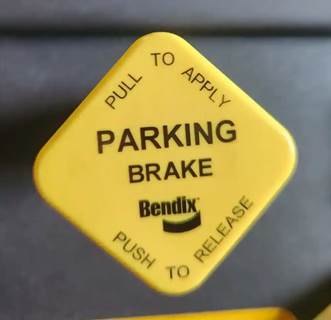 PULL TO APPLY
PARKING
BRAKE
Bendix
PUSH TO RELEASE